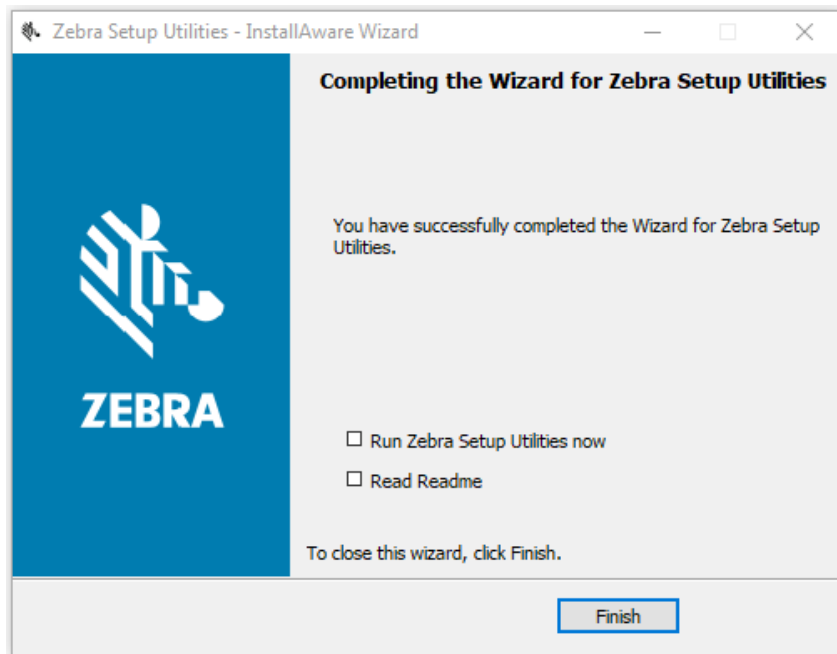 Zebra Setup Utilities - InstallAware Wizard
Completing the Wizard for Zebra Setup Utilities
You have successfully completed the Wizard for Zebra Setup
Utilities.
ZEBRA
Run Zebra Setup Utilities now
Read Readme
To close this wizard, click Finish.
Finish